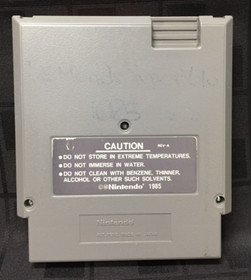 CAUTION REV-A
• DO NOT STORE IN EXTREME TEMPERATURES.
• DO NOT IMMERSE IN WATER.
• DO NOT CLEAN WITH BENZENE, THINNER,
ALCOHOL OR OTHER SUCH SOLVENTS.
©®Nintendo® 1985
Nintendo